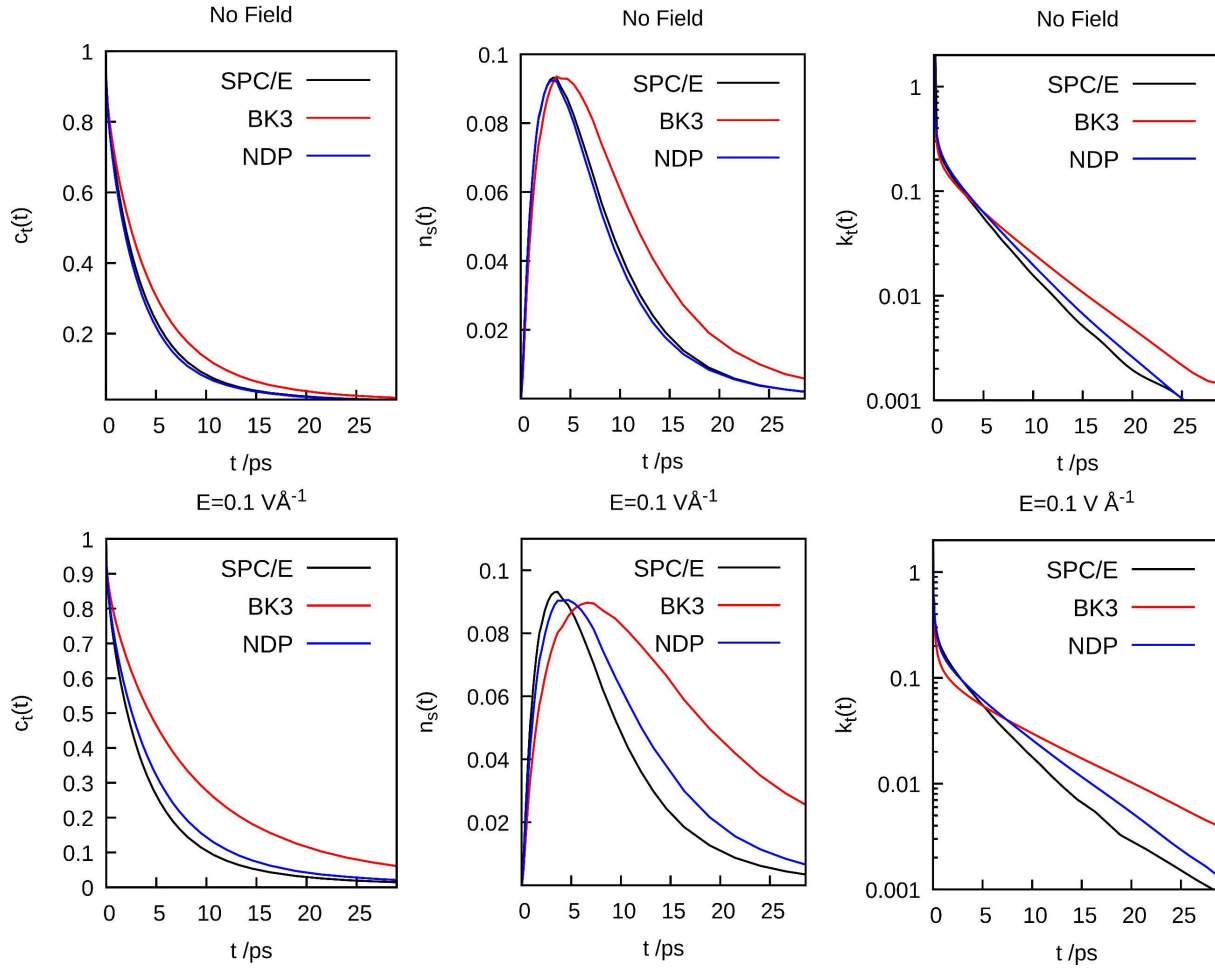 No Field
1
0.8
0.6
0.4
0.2
0 5 10 15 20 25
c_t(t)
t /ps
SPC/E
BK3
NDP
No Field
0.1
0.08
0.06
0.04
0.02
0 5 10 15 20 25
n_s(t)
t /ps
SPC/E
BK3
NDP
No Field
1
0.1
0.01
0.001
0 5 10 15 20 25
k_t(t)
t /ps
SPC/E
BK3
NDP
E=0.1 VÅ^-1
1
0.9
0.8
0.7
0.6
0.5
0.4
0.3
0.2
0.1
0
0 5 10 15 20 25
c_t(t)
t /ps
SPC/E
BK3
NDP
E=0.1 VÅ^-1
0.1
0.08
0.06
0.04
0.02
0 5 10 15 20 25
n_s(t)
t /ps
SPC/E
BK3
NDP
E=0.1 V Å^-1
1
0.1
0.01
0.001
0 5 10 15 20 25
k_t(t)
t /ps
SPC/E
BK3
NDP